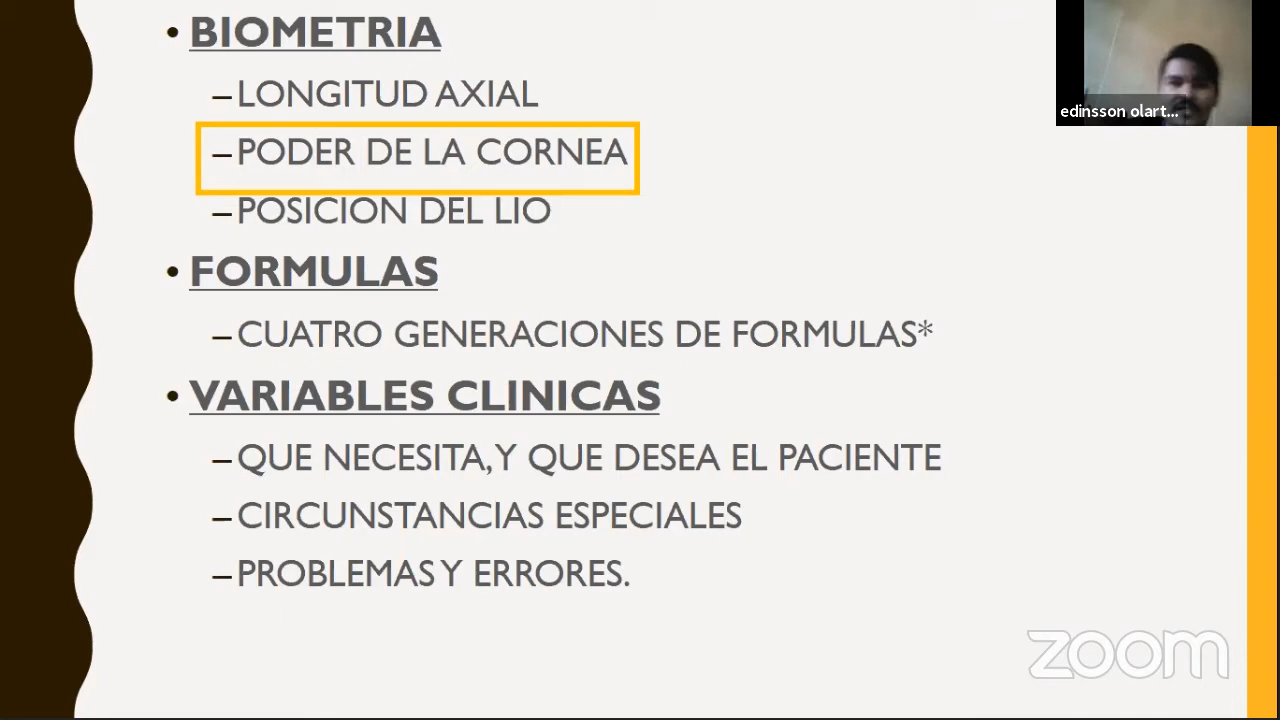 • BIOMETRIA
–LONGITUD AXIAL
–PODER DE LA CORNEA
–POSICION DEL LIO
• FORMULAS
–CUATRO GENERACIONES DE FORMULAS*
• VARIABLES CLINICAS
–QUE NECESITA, Y QUE DESEA EL PACIENTE
–CIRCUNSTANCIAS ESPECIALES
–PROBLEMAS Y ERRORES.
edinsson olart...
zoom